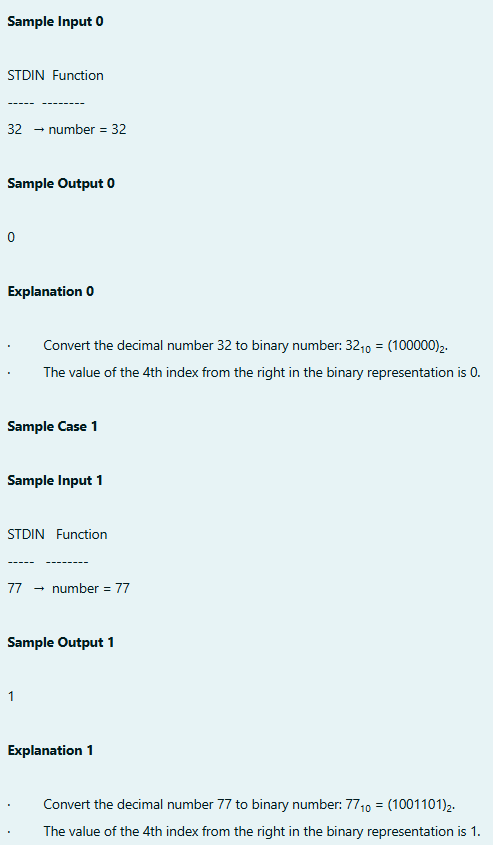 Sample Input 0
STDIN Function
----- --------
32 → number = 32
Sample Output 0
0
Explanation 0
· Convert the decimal number 32 to binary number: 32₁₀ = (100000)₂.
· The value of the 4th index from the right in the binary representation is 0.
Sample Case 1
Sample Input 1
STDIN Function
----- --------
77 → number = 77
Sample Output 1
1
Explanation 1
· Convert the decimal number 77 to binary number: 77₁₀ = (1001101)₂.
· The value of the 4th index from the right in the binary representation is 1.